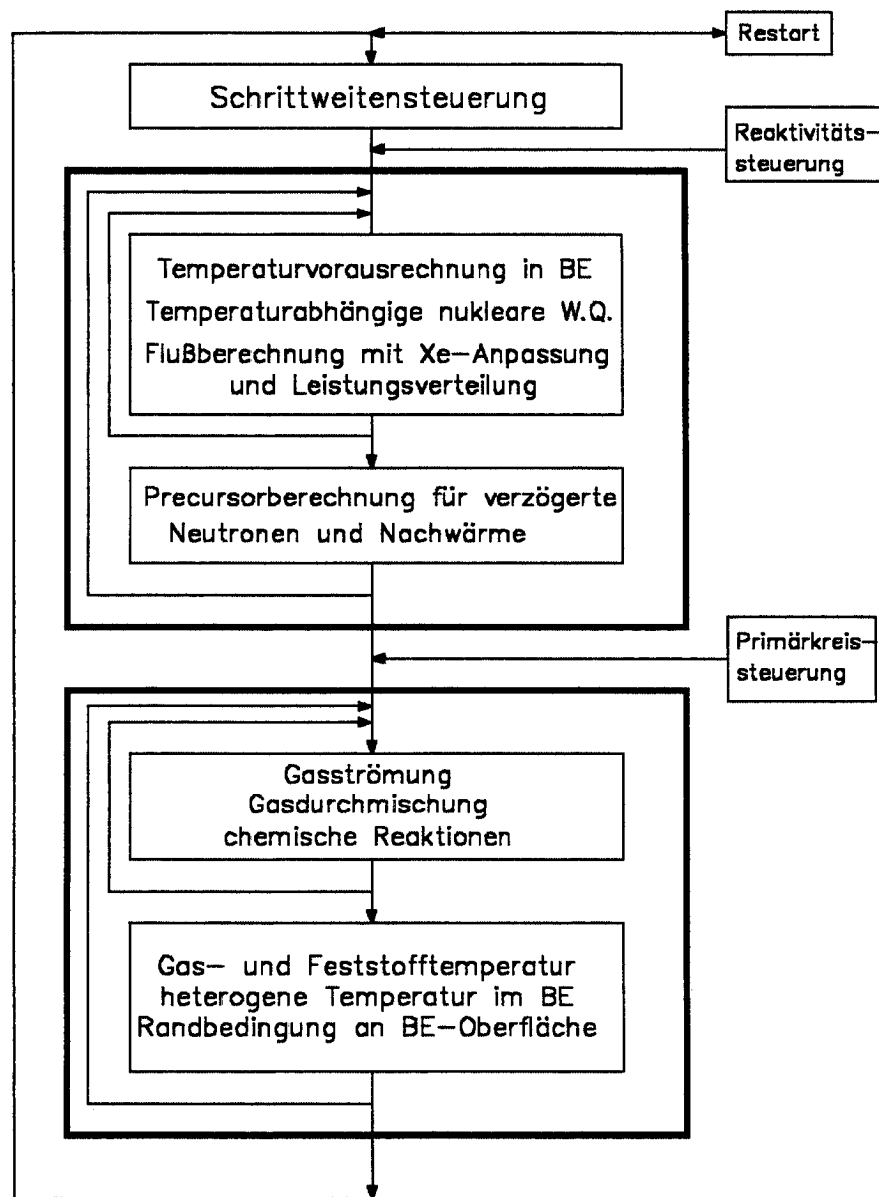 Restart
Schrittweitensteuerung
Reaktivitäts-
steuerung
Temperaturvorausrechnung in BE
Temperaturabhängige nukleare W.Q.
Flußberechnung mit Xe-Anpassung
und Leistungsverteilung
Precursorberechnung für verzögerte
Neutronen und Nachwärme
Primärkreis-
steuerung
Gasströmung
Gasdurchmischung
chemische Reaktionen
Gas- und Feststofftemperatur
heterogene Temperatur im BE
Randbedingung an BE-Oberfläche